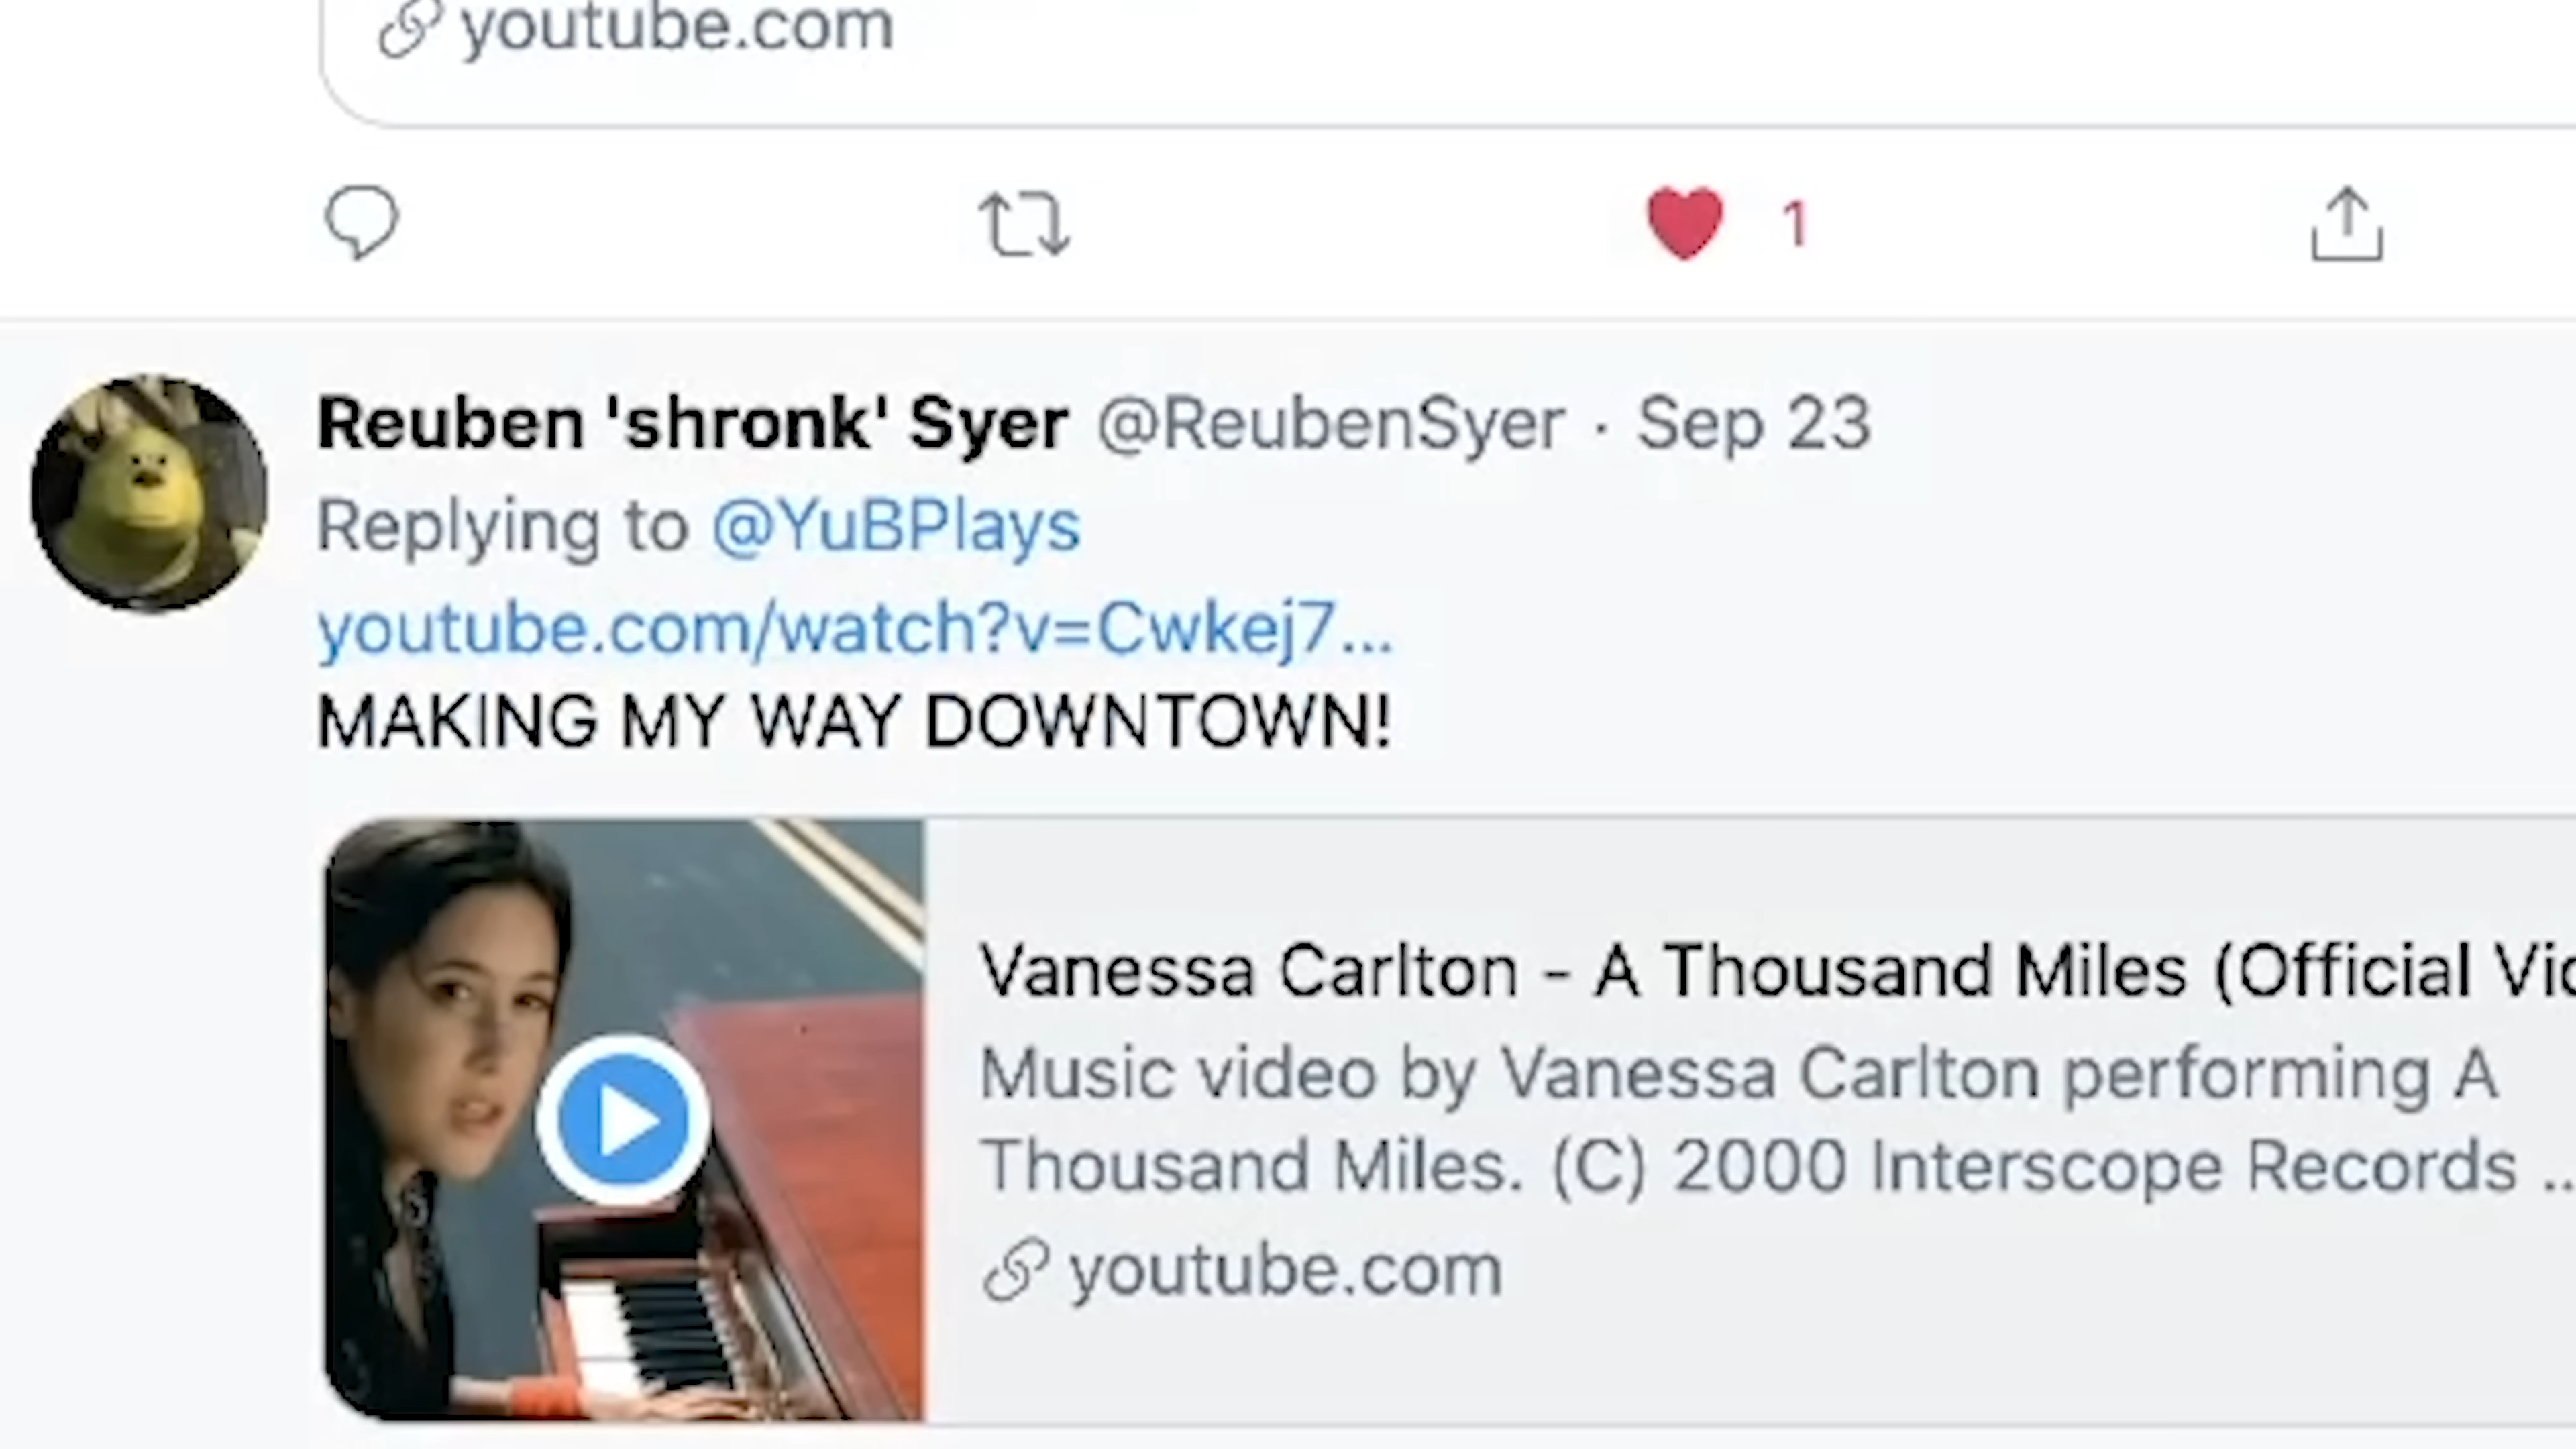 youtube.com
1
Reuben 'shronk' Syer @ReubenSyer · Sep 23
Replying to @YuBPlays
youtube.com/watch?v=Cwkej7...
MAKING MY WAY DOWNTOWN!
Vanessa Carlton - A Thousand Miles (Official Vid
Music video by Vanessa Carlton performing A
Thousand Miles. (C) 2000 Interscope Records ..
youtube.com